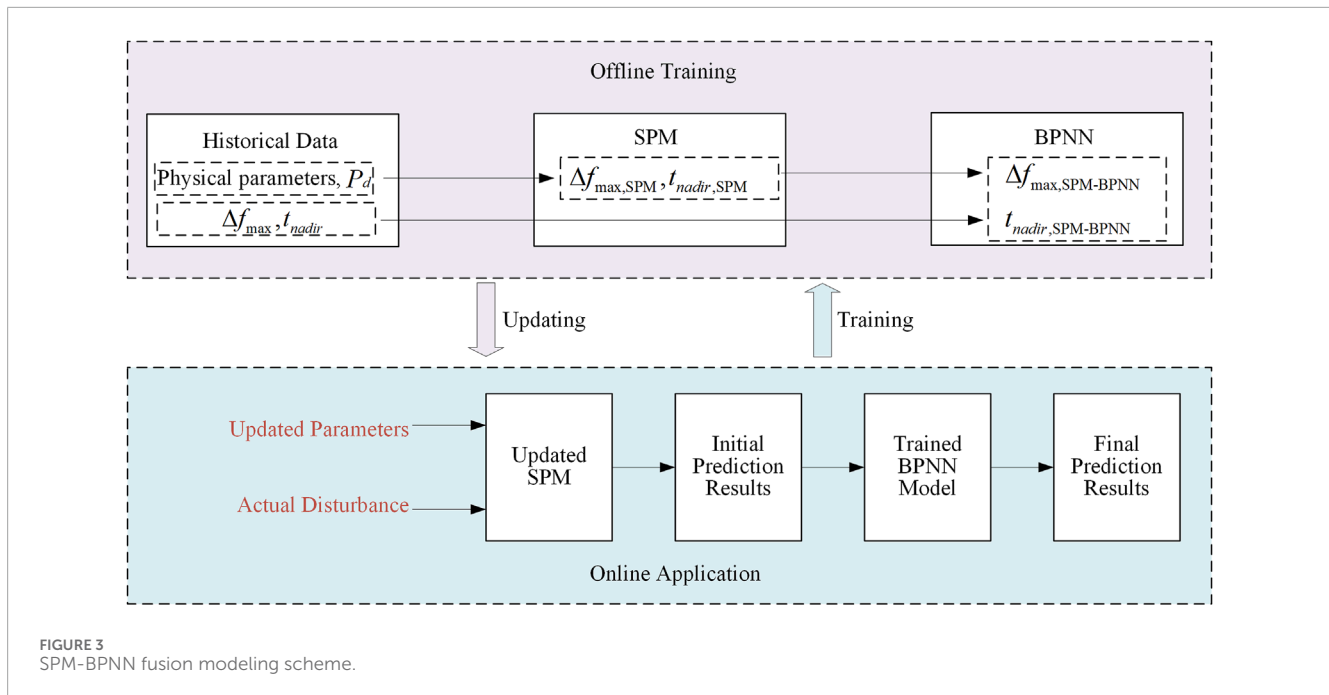 Offline Training
Historical Data
Physical parameters, P_d
Δf_max, t_nadir
SPM
Δf_max,SPM, t_nadir,SPM
BPNN
Δf_max,SPM-BPNN
t_nadir,SPM-BPNN
Updating
Training
Updated Parameters
Actual Disturbance
Updated
SPM
Initial
Prediction
Results
Trained
BPNN
Model
Final
Prediction
Results
Online Application
FIGURE 3
SPM-BPNN fusion modeling scheme.